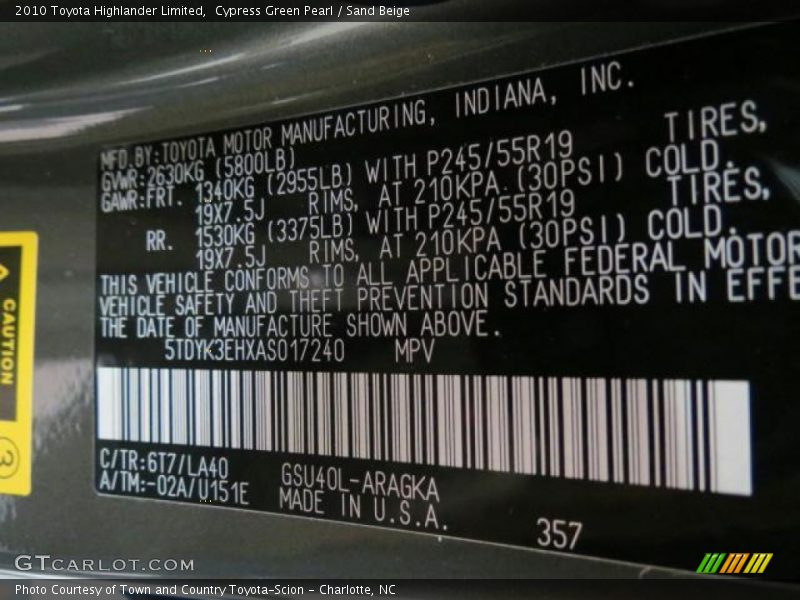 2010 Toyota Highlander Limited, Cypress Green Pearl / Sand Beige
MFD.BY:TOYOTA MOTOR MANUFACTURING, INDIANA, INC.
GVWR:2630KG (5800LB)
GAWR:FRT. 1340KG (2955LB) WITH P245/55R19 TIRES,
19X7.5J RIMS, AT 210KPA (30PSI) COLD.
RR. 1530KG (3375LB) WITH P245/55R19 TIRES,
19X7.5J RIMS, AT 210KPA (30PSI) COLD.
THIS VEHICLE CONFORMS TO ALL APPLICABLE FEDERAL MOTOR
VEHICLE SAFETY AND THEFT PREVENTION STANDARDS IN EFFE
THE DATE OF MANUFACTURE SHOWN ABOVE.
5TDYK3EHXAS017240 MPV
C/TR:6T7/LA40 GSU40L-ARAGKA
A/TM:-02A/U151E MADE IN U.S.A.
357
CAUTION
3
GTCARLOT.COM
Photo Courtesy of Town and Country Toyota-Scion - Charlotte, NC